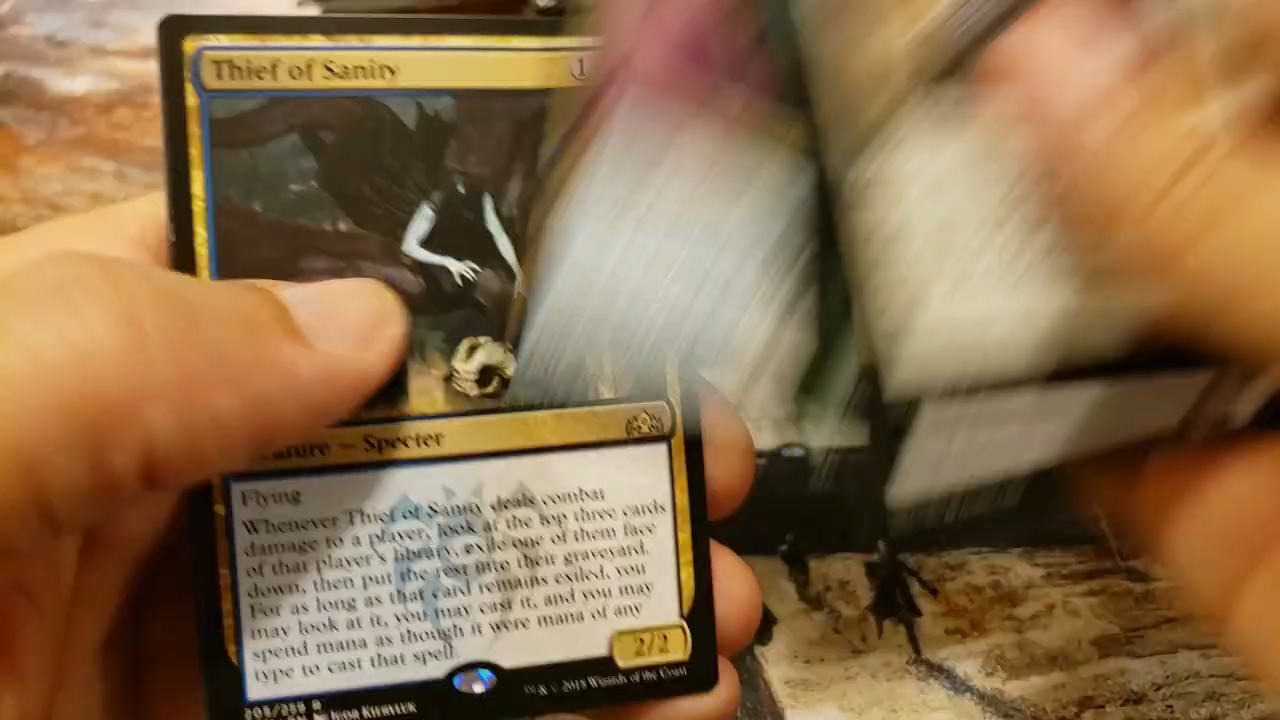 Thief of Sanity 1
ature — Specter
Flying
Whenever Thief of Sanity deals combat
damage to a player, look at the top three cards
of that player's library, exile one of them face
down, then put the rest into their graveyard.
For as long as that card remains exiled, you
may look at it, you may cast it, and you may
spend mana as though it were mana of any
type to cast that spell.
2/2
205/259 R
™ & © 2018 Wizards of the Coast